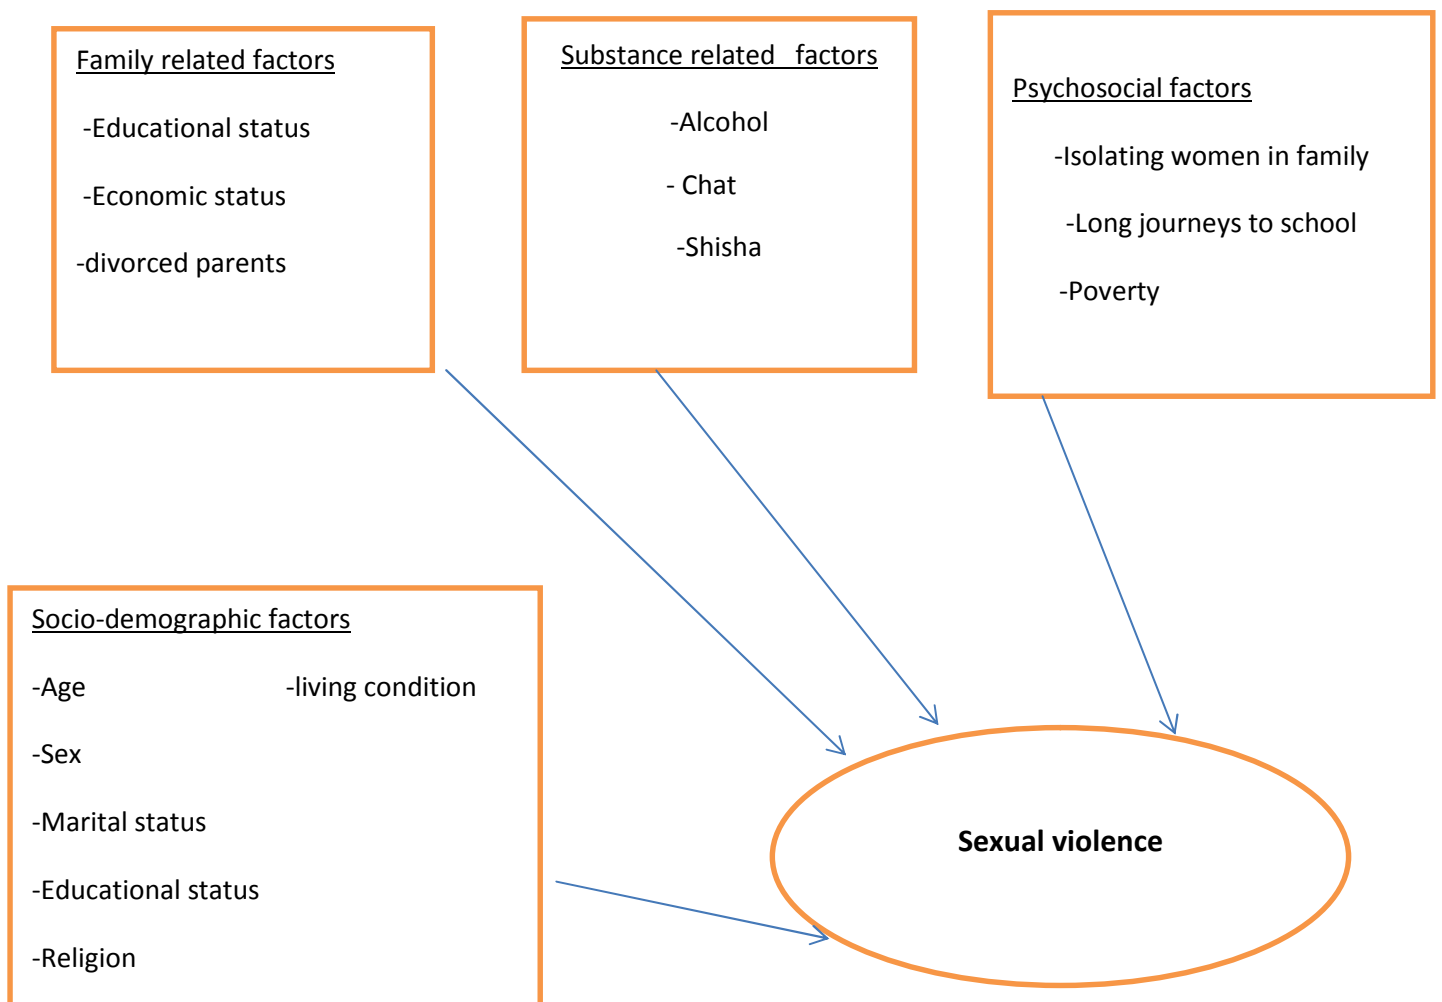 Family related factors
-Educational status
-Economic status
-divorced parents
Substance related factors
-Alcohol
- Chat
-Shisha
Psychosocial factors
-Isolating women in family
-Long journeys to school
-Poverty
Socio-demographic factors
-Age -living condition
-Sex
-Marital status
-Educational status
-Religion
Sexual violence